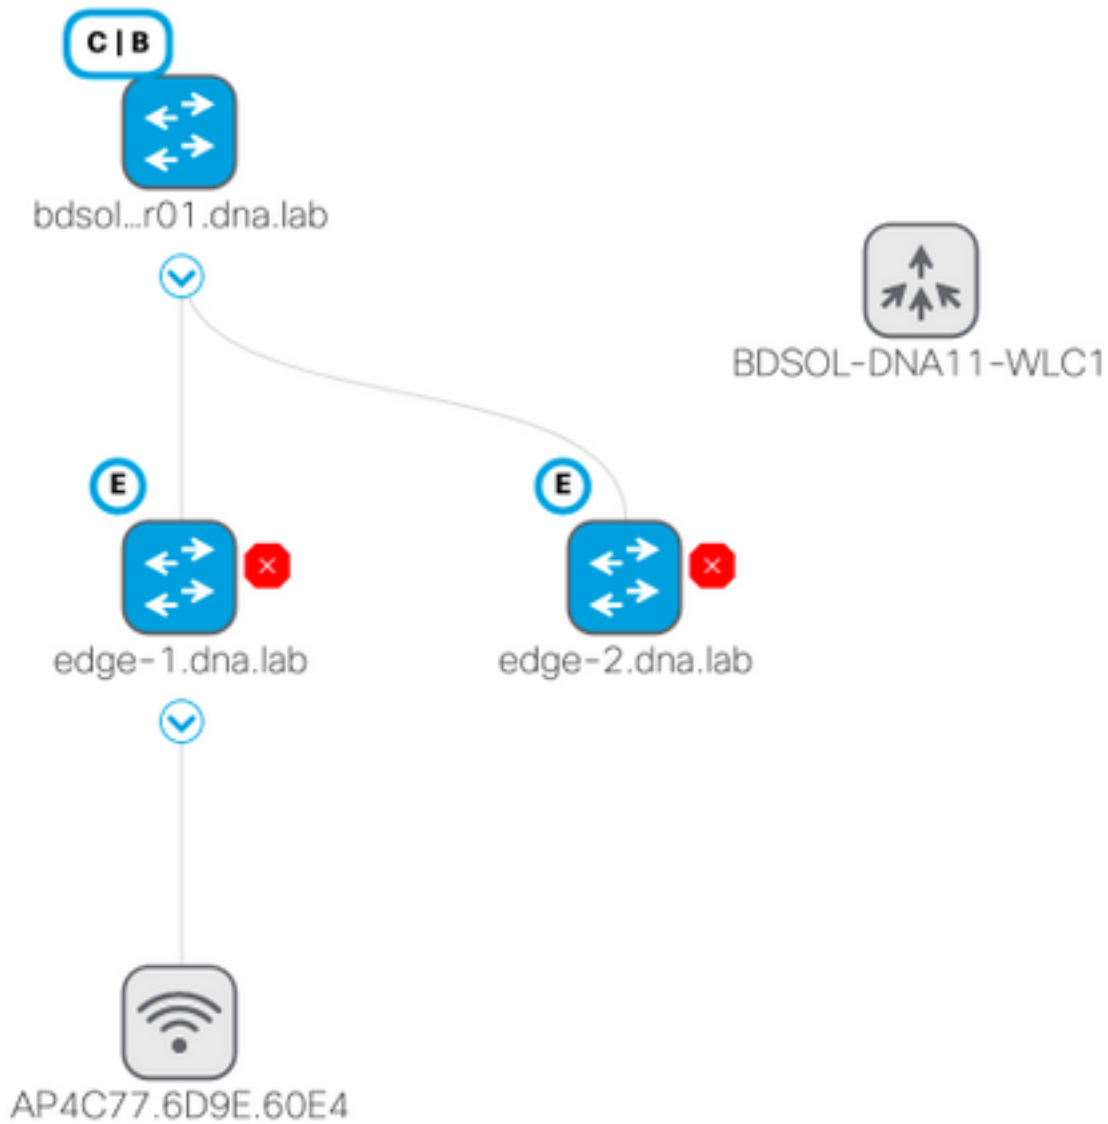 C | B
bdsol...r01.dna.lab
BDSOL-DNA11-WLC1
E
E
edge-1.dna.lab
edge-2.dna.lab
AP4C77.6D9E.60E4